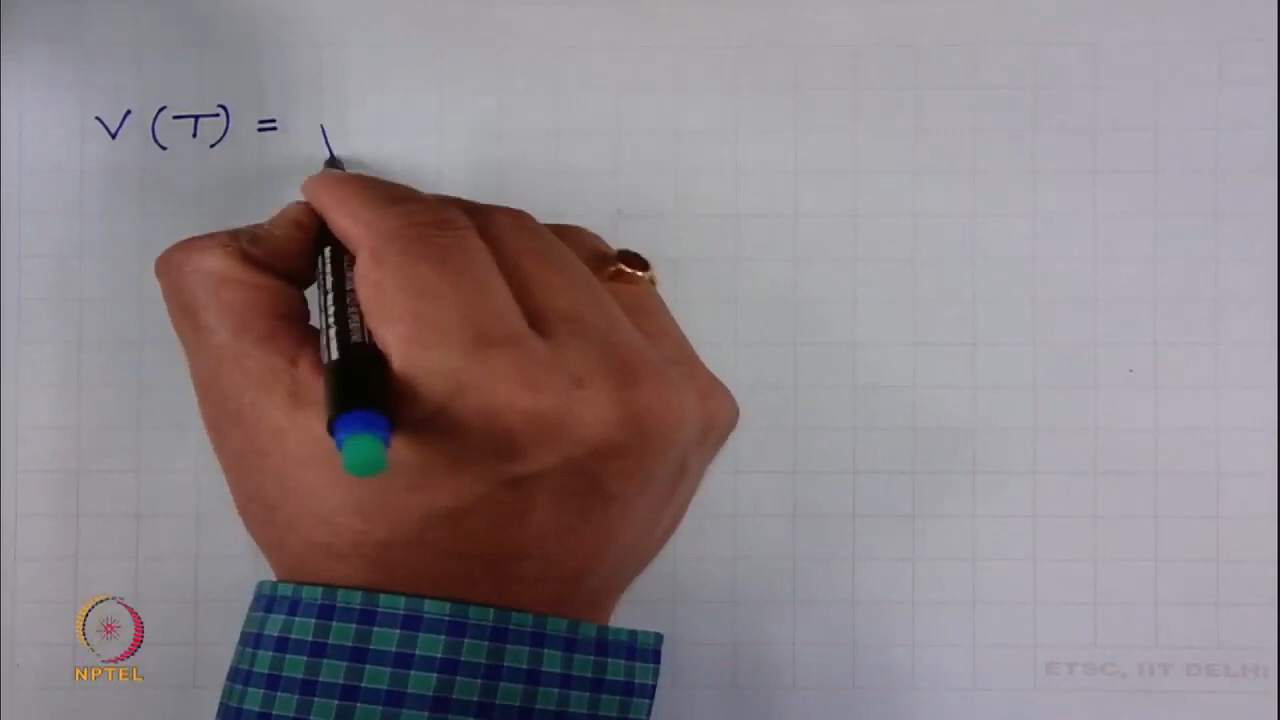 V (T) =
NPTEL
ETSC, IIT DELHI